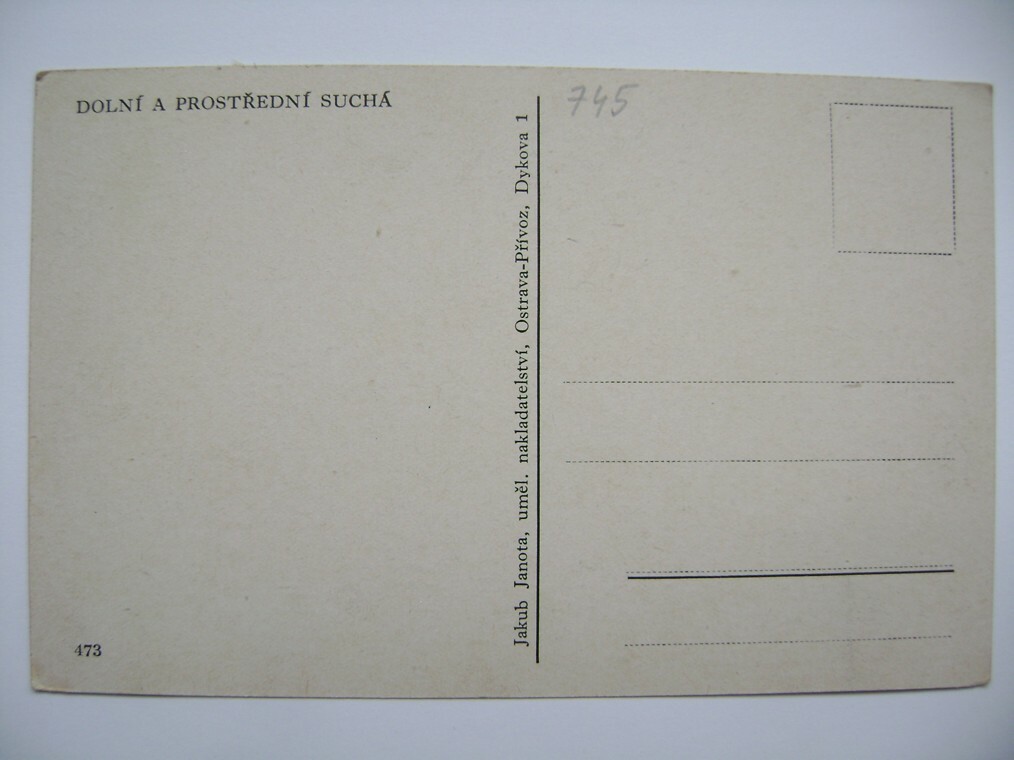 DOLNÍ A PROSTŘEDNÍ SUCHÁ
473
Jakub Janota, uměl. nakladatelství, Ostrava-Přívoz, Dykova 1
745